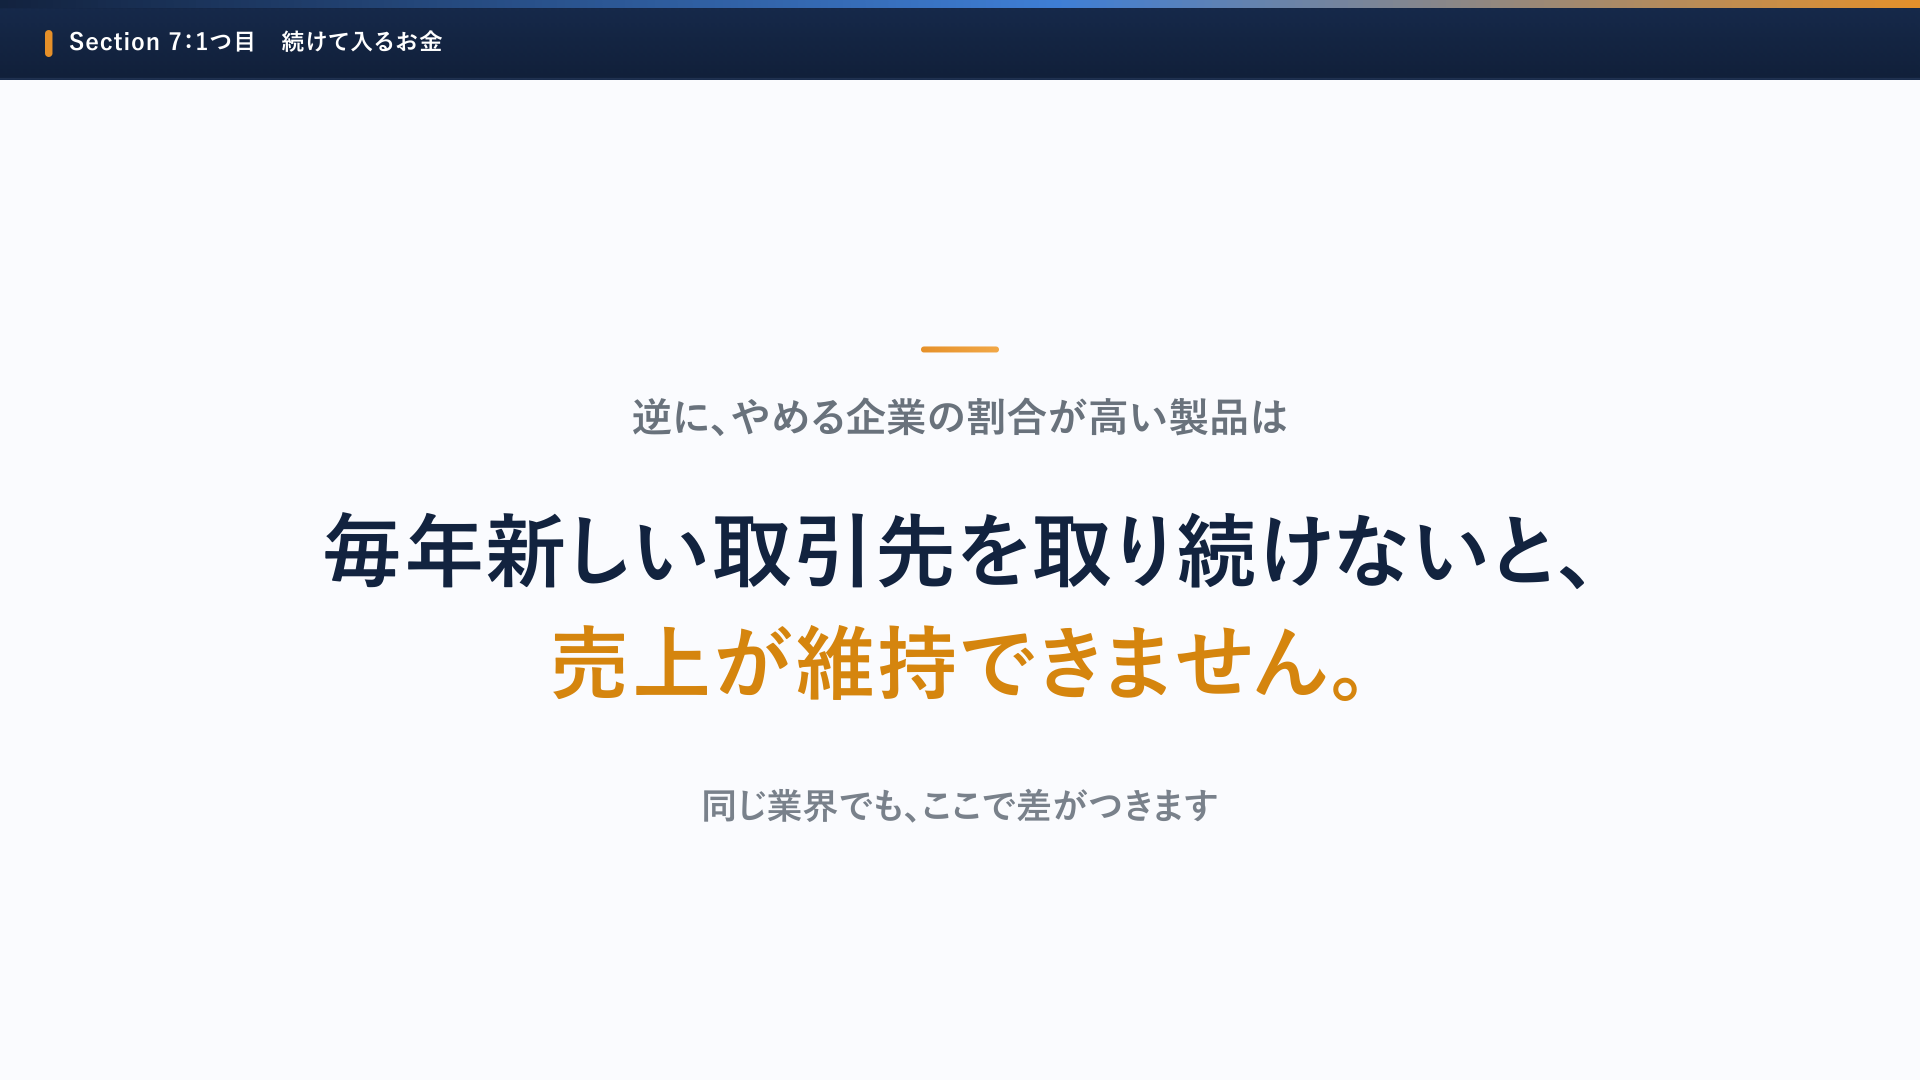 Section 7：1つ目　続けて入るお金
逆に、やめる企業の割合が高い製品は
毎年新しい取引先を取り続けないと、
売上が維持できません。
同じ業界でも、ここで差がつきます